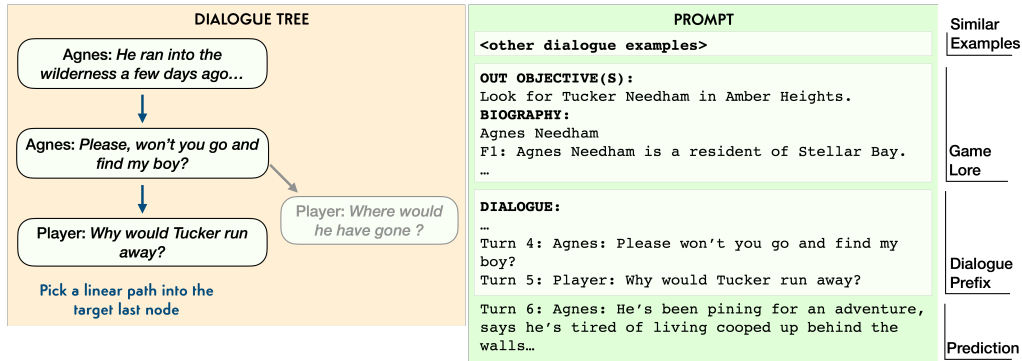 DIALOGUE TREE
Agnes: He ran into the
wilderness a few days ago…
Agnes: Please, won't you go and
find my boy?
Player: Where would
he have gone ?
Player: Why would Tucker run
away?
Pick a linear path into the
target last node
PROMPT
<other dialogue examples>
OUT OBJECTIVE(S):
Look for Tucker Needham in Amber Heights.
BIOGRAPHY:
Agnes Needham
F1: Agnes Needham is a resident of Stellar Bay.
…
DIALOGUE:
…
Turn 4: Agnes: Please won't you go and find my
boy?
Turn 5: Player: Why would Tucker run away?
Turn 6: Agnes: He's been pining for an adventure,
says he's tired of living cooped up behind the
walls…
Similar
Examples
Game
Lore
Dialogue
Prefix
Prediction